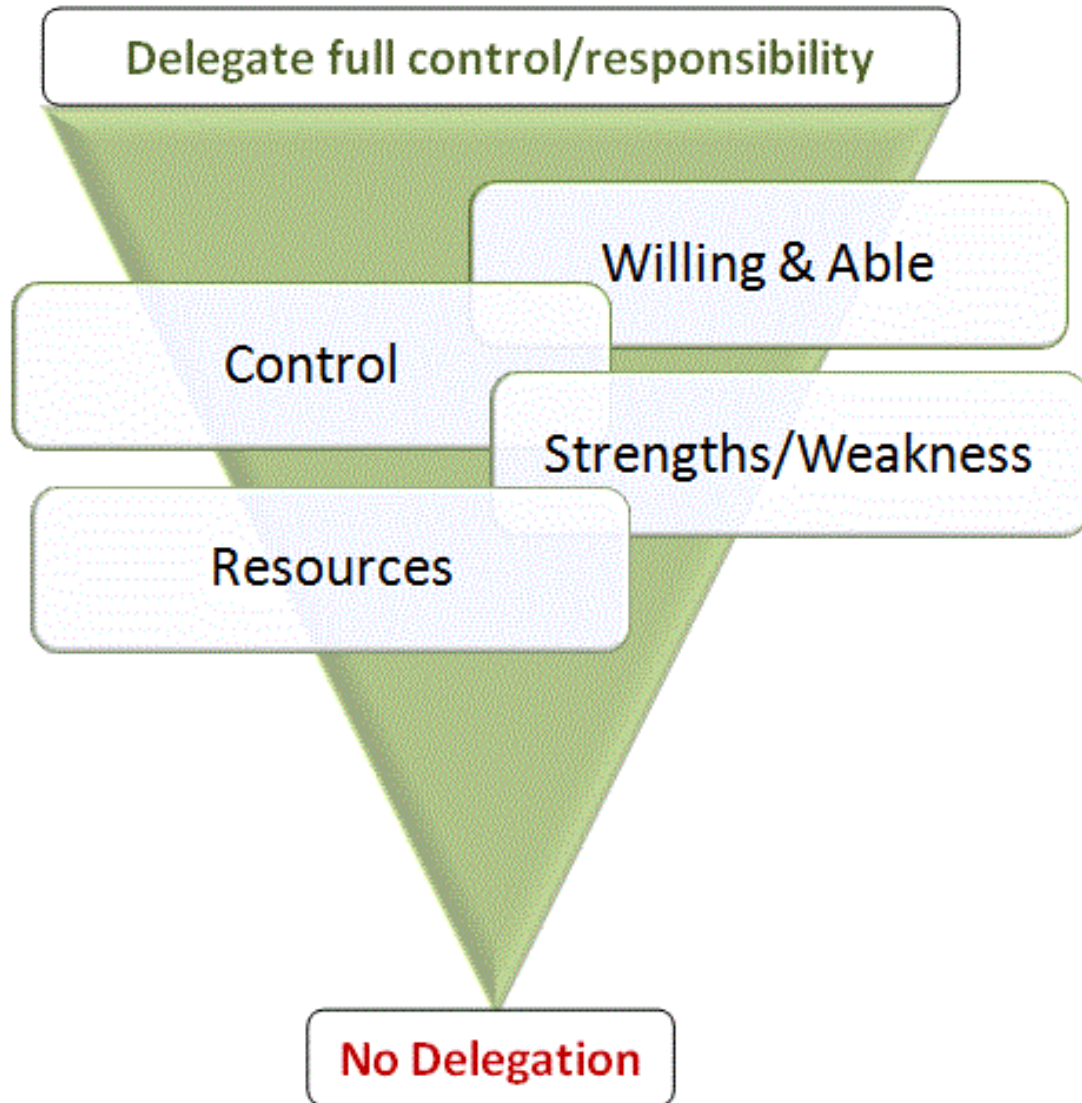 Delegate full control/responsibility
Willing & Able
Control
Strengths/Weakness
Resources
No Delegation